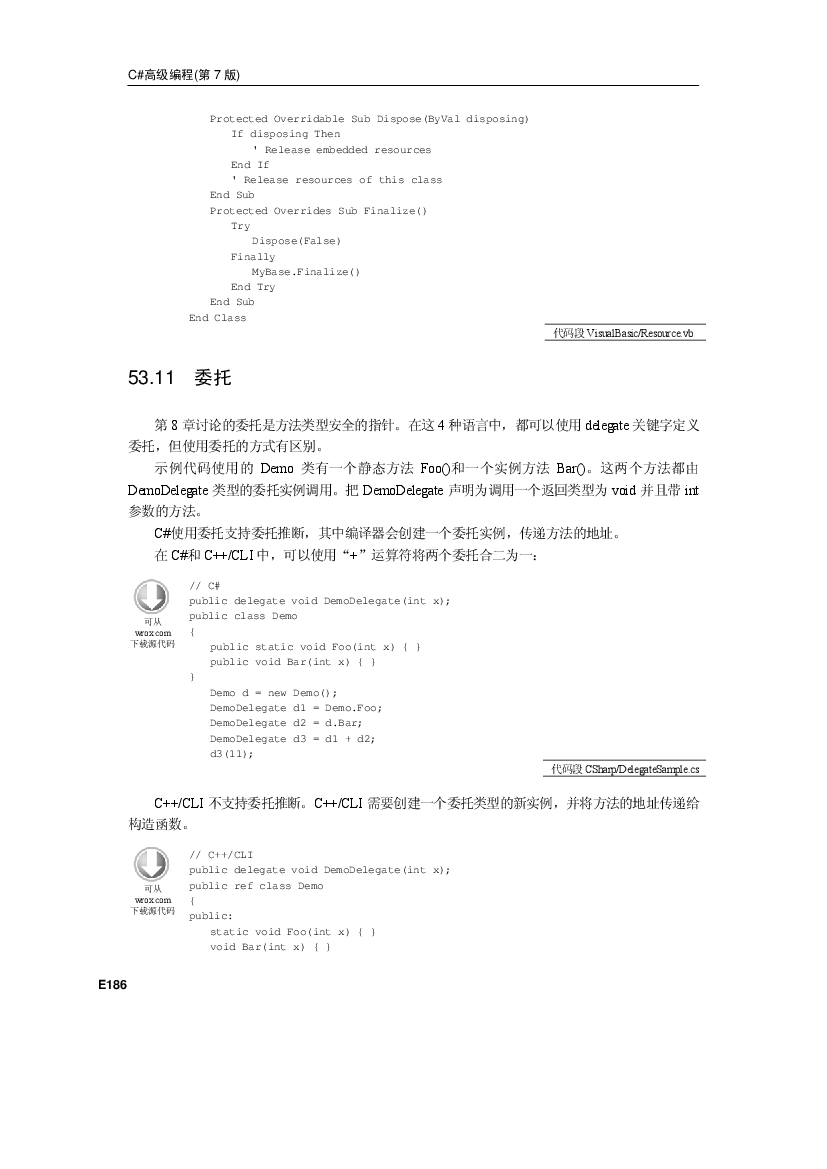 C#高级编程(第 7 版)
Protected Overridable Sub Dispose(ByVal disposing)
If disposing Then
' Release embedded resources
End If
' Release resources of this class
End Sub
Protected Overrides Sub Finalize()
Try
Dispose(False)
Finally
MyBase.Finalize()
End Try
End Sub
End Class
代码段 VisualBasic/Resource.vb
53.11 委托
第 8 章讨论的委托是方法类型安全的指针。在这 4 种语言中，都可以使用 delegate 关键字定义
委托，但使用委托的方式有区别。
示例代码使用的 Demo 类有一个静态方法 Foo()和一个实例方法 Bar()。这两个方法都由
DemoDelegate 类型的委托实例调用。把 DemoDelegate 声明为调用一个返回类型为 void 并且带 int
参数的方法。
C#使用委托支持委托推断，其中编译器会创建一个委托实例，传递方法的地址。
在 C#和 C++/CLI 中，可以使用“+”运算符将两个委托合二为一：
可从
wrox.com
下载源代码
// C#
public delegate void DemoDelegate(int x);
public class Demo
{
public static void Foo(int x) { }
public void Bar(int x) { }
}
Demo d = new Demo();
DemoDelegate d1 = Demo.Foo;
DemoDelegate d2 = d.Bar;
DemoDelegate d3 = d1 + d2;
d3(11);
代码段 CSharp/DelegateSample.cs
C++/CLI 不支持委托推断。C++/CLI 需要创建一个委托类型的新实例，并将方法的地址传递给
构造函数。
可从
wrox.com
下载源代码
// C++/CLI
public delegate void DemoDelegate(int x);
public ref class Demo
{
public:
static void Foo(int x) { }
void Bar(int x) { }
E186